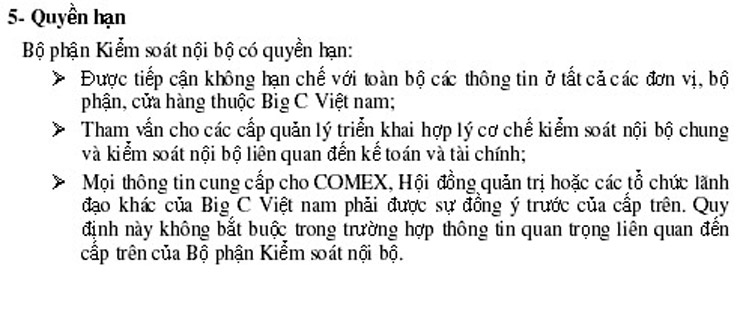 5- Quyền hạn
Bộ phận Kiểm soát nội bộ có quyền hạn:
➢ Được tiếp cận không hạn chế với toàn bộ các thông tin ở tất cả các đơn vị, bộ
phận, cửa hàng thuộc Big C Việt nam;
➢ Tham vấn cho các cấp quản lý triển khai hợp lý cơ chế kiểm soát nội bộ chung
và kiểm soát nội bộ liên quan đến kế toán và tài chính;
➢ Mọi thông tin cung cấp cho COMEX, Hội đồng quản trị hoặc các tổ chức lãnh
đạo khác của Big C Việt nam phải được sự đồng ý trước của cấp trên. Quy
định này không bắt buộc trong trường hợp thông tin quan trọng liên quan đến
cấp trên của Bộ phận Kiểm soát nội bộ.